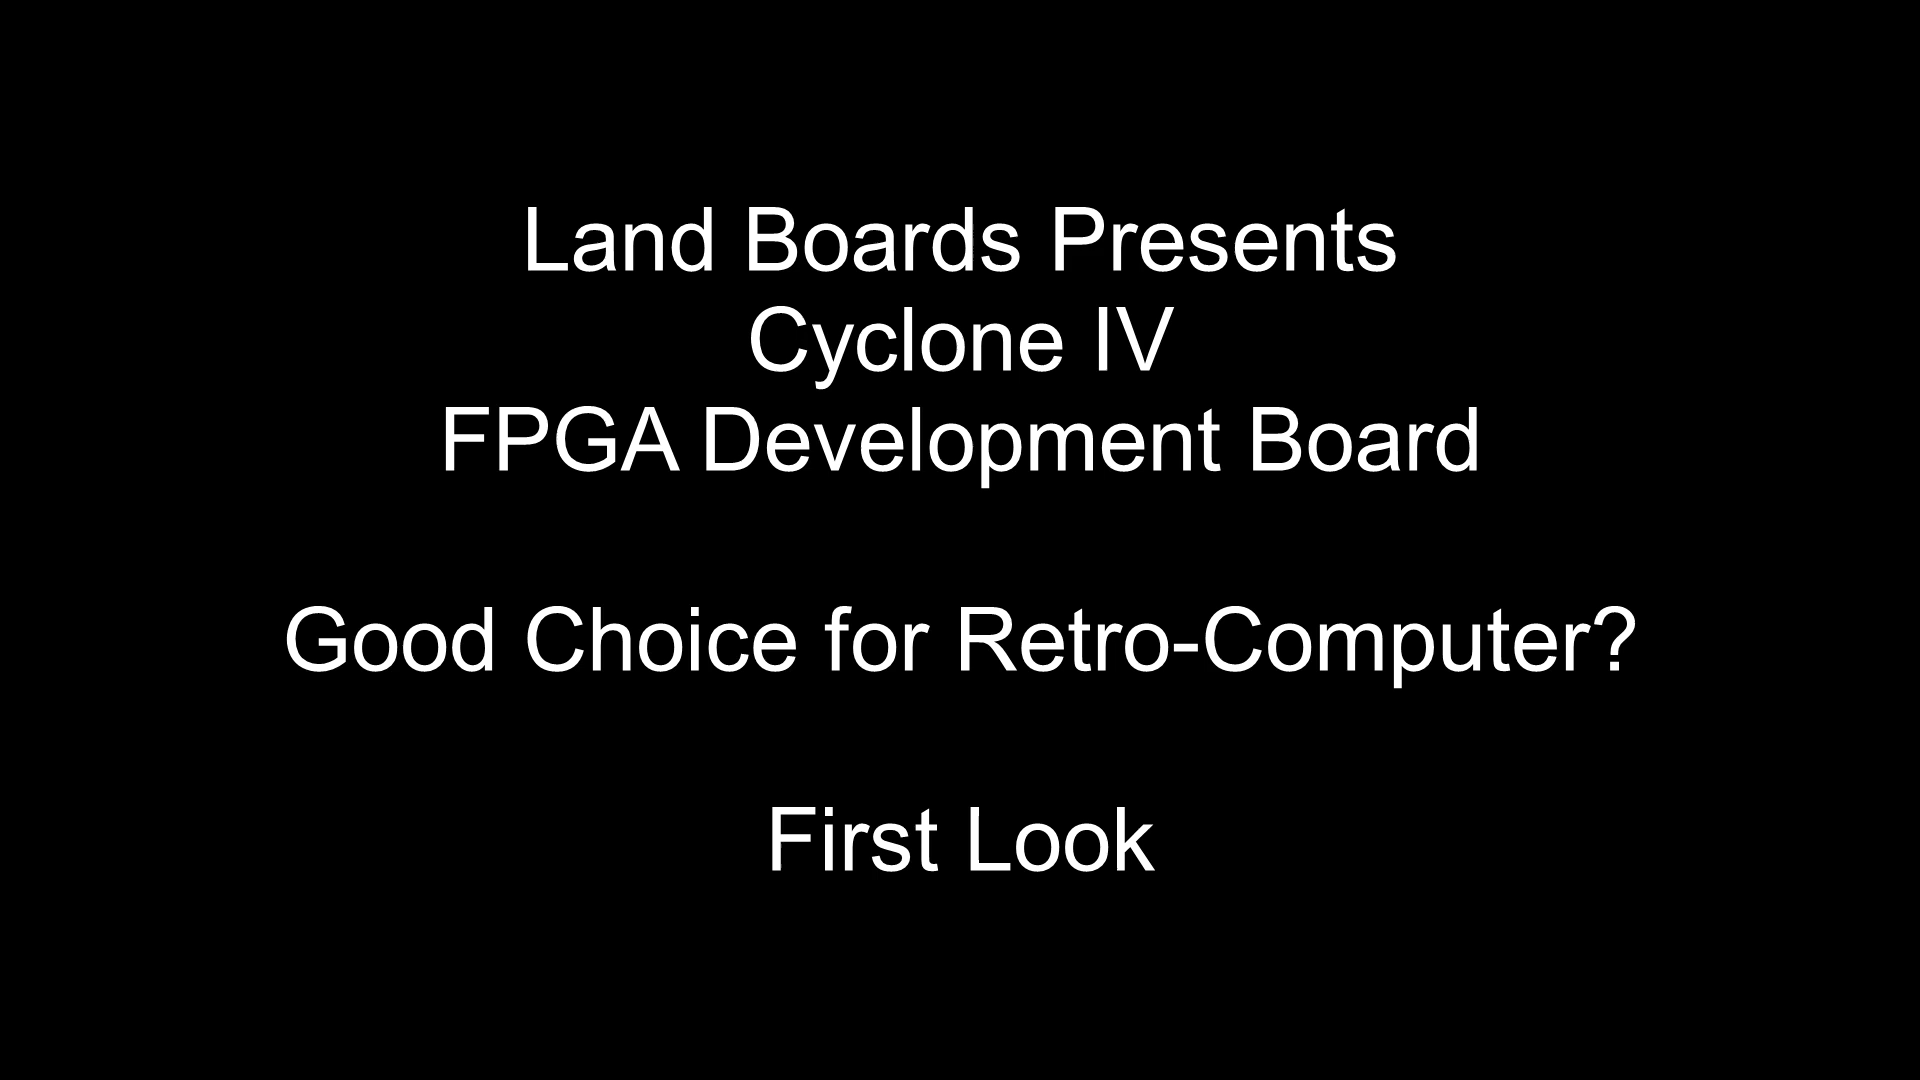 Land Boards Presents
Cyclone IV
FPGA Development Board
Good Choice for Retro-Computer?
First Look